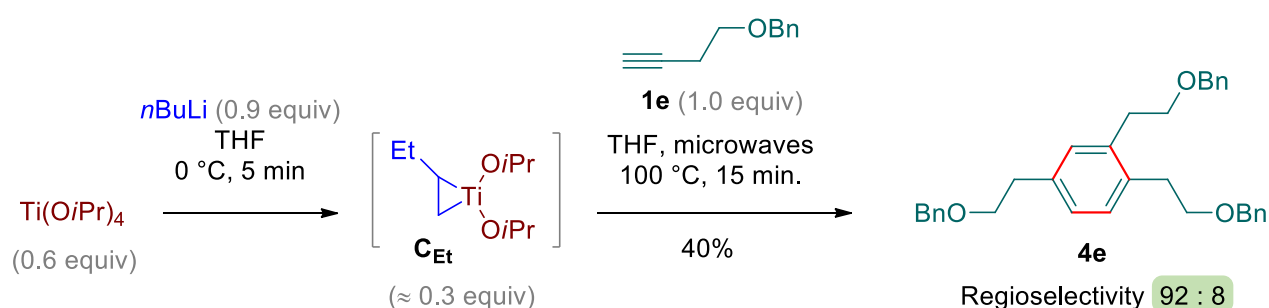 OBn
1e (1.0 equiv)
nBuLi (0.9 equiv)
THF
0 °C, 5 min
THF, microwaves
100 °C, 15 min.
Et
OiPr
Ti
OiPr
Ti(OiPr)4
(0.6 equiv)
CEt
(≈ 0.3 equiv)
40%
OBn
BnO
OBn
4e
Regioselectivity 92 : 8